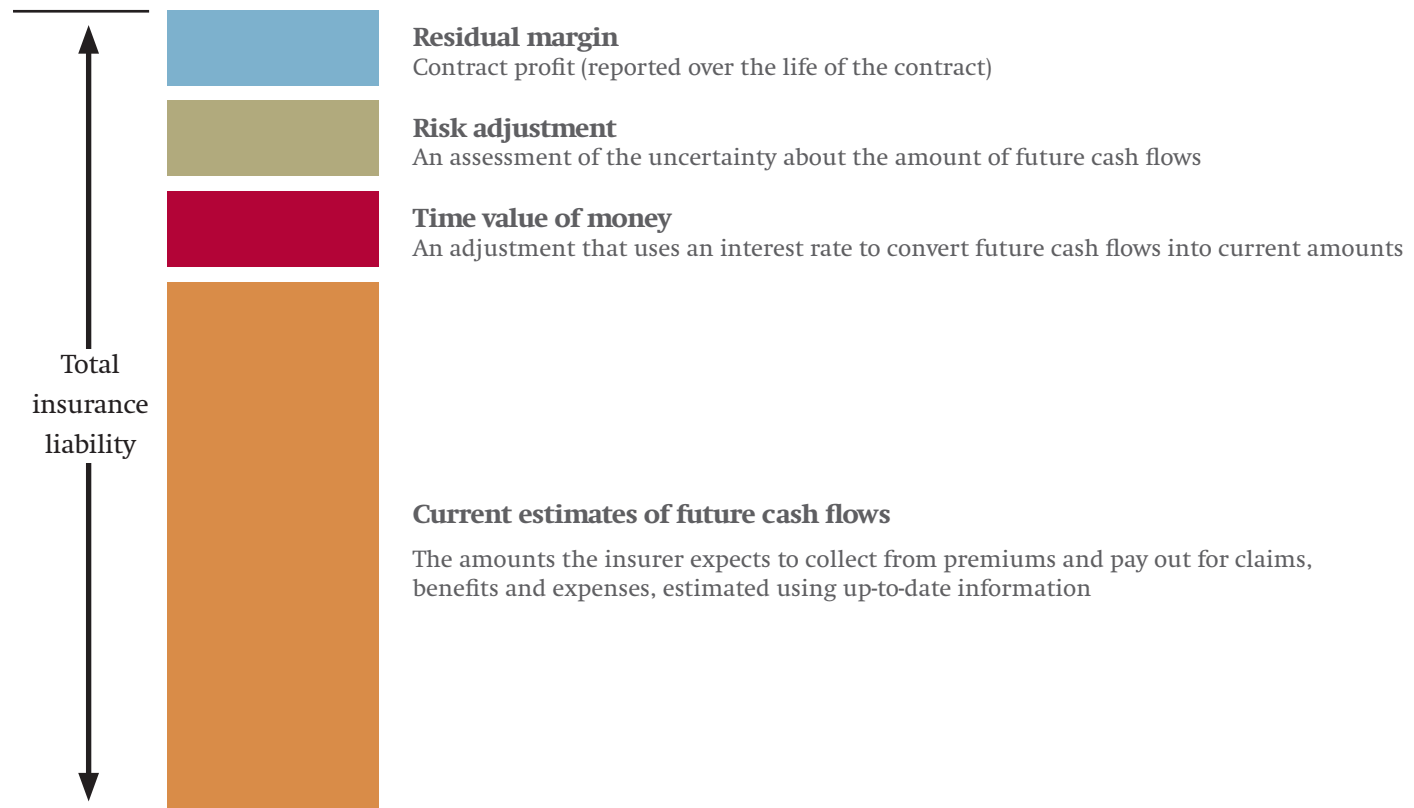 Residual margin
Contract profit (reported over the life of the contract)
Risk adjustment
An assessment of the uncertainty about the amount of future cash flows
Time value of money
An adjustment that uses an interest rate to convert future cash flows into current amounts
Total
insurance
liability
Current estimates of future cash flows
The amounts the insurer expects to collect from premiums and pay out for claims,
benefits and expenses, estimated using up-to-date information